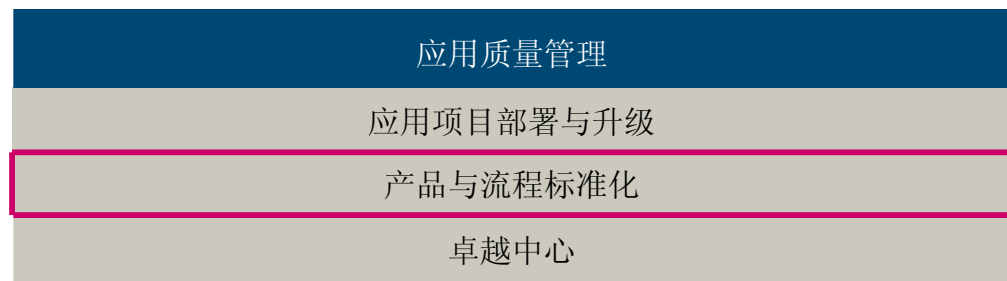 应用质量管理
应用项目部署与升级
产品与流程标准化
卓越中心